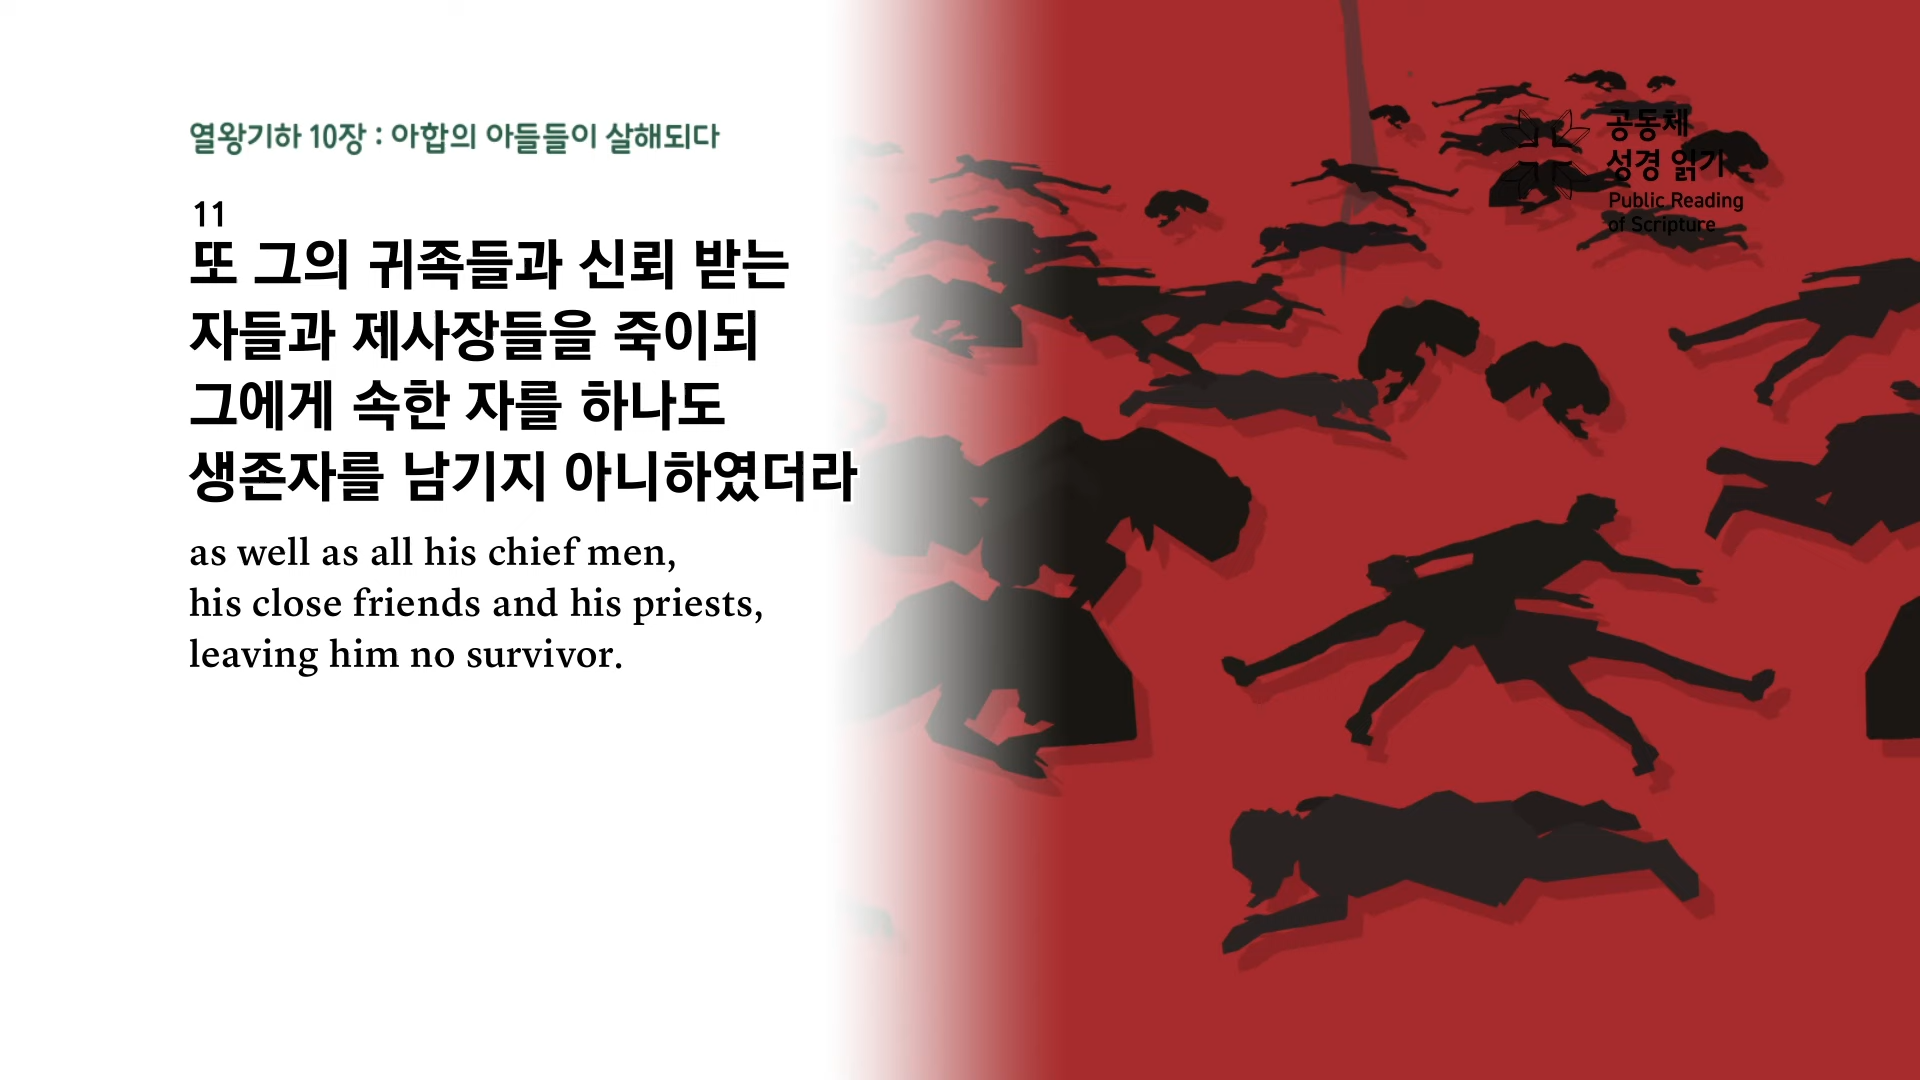 열왕기하 10장 : 아합의 아들들이 살해되다
11
또 그의 귀족들과 신뢰 받는
자들과 제사장들을 죽이되
그에게 속한 자를 하나도
생존자를 남기지 아니하였더라
as well as all his chief men,
his close friends and his priests,
leaving him no survivor.
공동체
성경 읽기
Public Reading
of Scripture